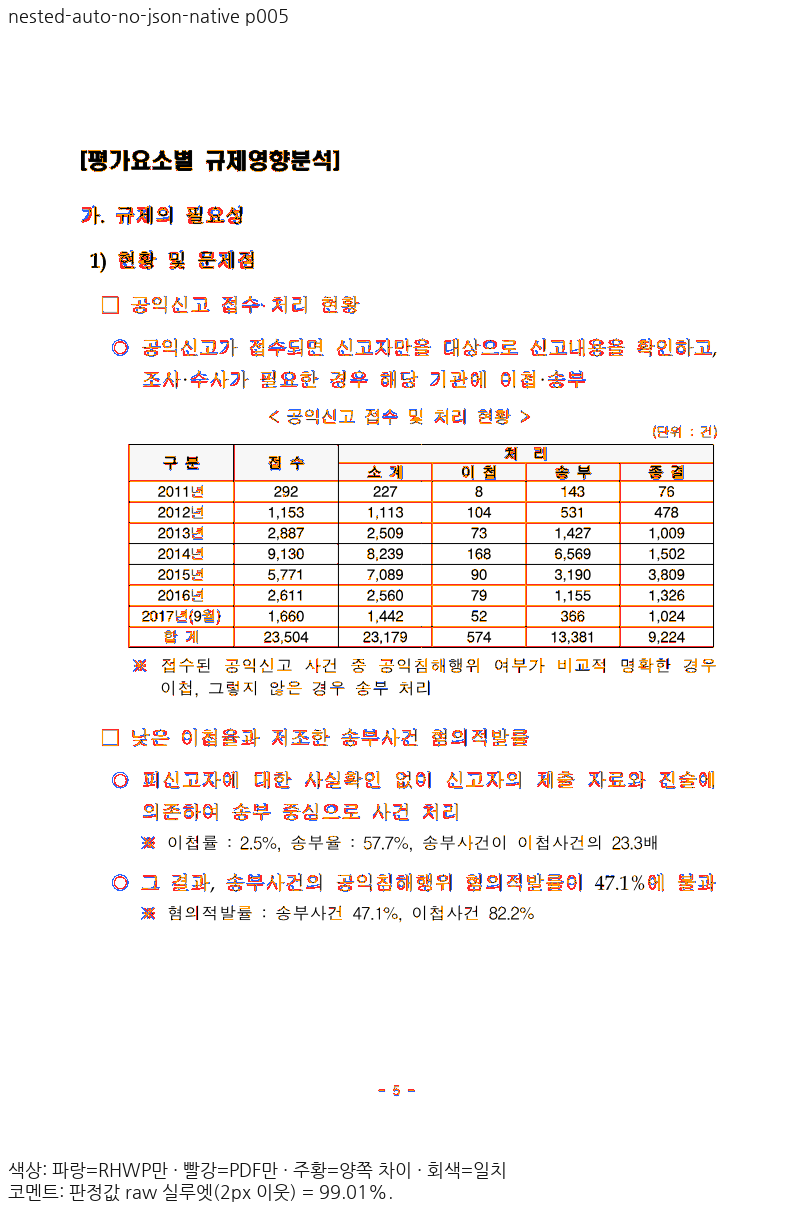 nested-auto-no-json-native p005
[평가요소별 규제영향분석]
가. 규제의 필요성
1) 현황 및 문제점
□ 공익신고 접수·처리 현황
○ 공익신고가 접수되면 신고자만을 대상으로 신고내용을 확인하고,
조사·수사가 필요한 경우 해당 기관에 이첩·송부
< 공익신고 접수 및 처리 현황 >
(단위 : 건)
구 분 접 수 처 리
소 계 이 첩 송 부 종 결
2011년 292 227 8 143 76
2012년 1,153 1,113 104 531 478
2013년 2,887 2,509 73 1,427 1,009
2014년 9,130 8,239 168 6,569 1,502
2015년 5,771 7,089 90 3,190 3,809
2016년 2,611 2,560 79 1,155 1,326
2017년(9월) 1,660 1,442 52 366 1,024
합 계 23,504 23,179 574 13,381 9,224
※ 접수된 공익신고 사건 중 공익침해행위 여부가 비교적 명확한 경우
이첩, 그렇지 않은 경우 송부 처리
□ 낮은 이첩율과 저조한 송부사건 혐의적발률
○ 피신고자에 대한 사실확인 없이 신고자의 제출 자료와 진술에
의존하여 송부 중심으로 사건 처리
※ 이첩률 : 2.5%, 송부율 : 57.7%, 송부사건이 이첩사건의 23.3배
○ 그 결과, 송부사건의 공익침해행위 혐의적발률이 47.1%에 불과
※ 혐의적발률 : 송부사건 47.1%, 이첩사건 82.2%
- 5 -
색상: 파랑=RHWP만 · 빨강=PDF만 · 주황=양쪽 차이 · 회색=일치
코멘트: 판정값 raw 실루엣(2px 이웃) = 99.01%.